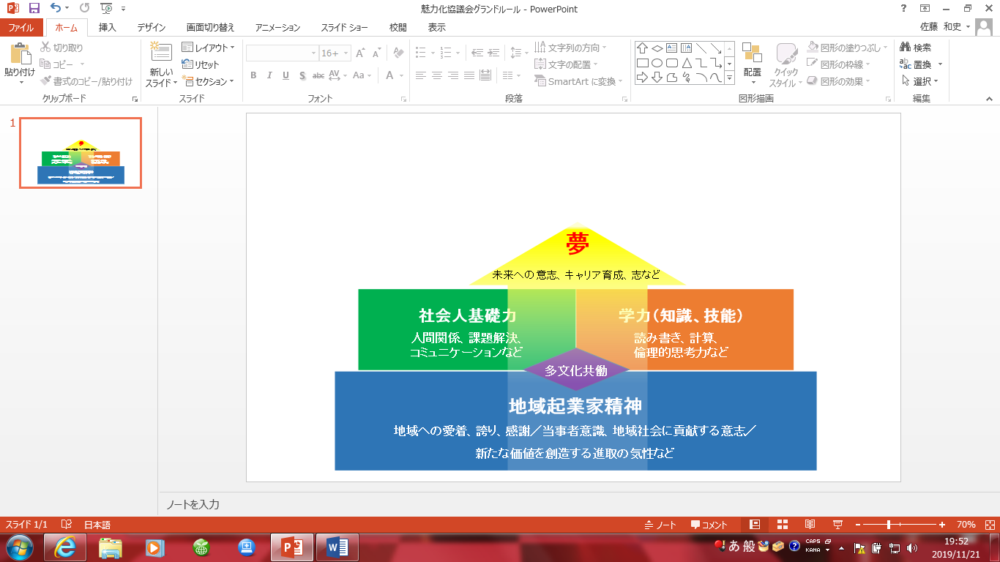 魅力化協議会グランドルール - PowerPoint
ファイル ホーム 挿入 デザイン 画面切り替え アニメーション スライド ショー 校閲 表示 佐藤 和史
貼り付け
切り取り
コピー
書式のコピー/貼り付け
クリップボード
新しい
スライド
レイアウト
リセット
セクション
スライド
16+
B I U S abc AV Aa A
フォント
文字列の方向
文字の配置
SmartArt に変換
段落
配置
クイック
スタイル
図形の塗りつぶし
図形の枠線
図形の効果
図形描画
検索
置換
選択
編集
1
夢
未来への意志、キャリア育成、志など
社会人基礎力
人間関係、課題解決、
コミュニケーションなど
学力(知識、技能)
読み書き、計算、
倫理的思考力など
多文化共働
地域起業家精神
地域への愛着、誇り、感謝/当事者意識、地域社会に貢献する意志/
新たな価値を創造する進取の気性など
ノートを入力
スライド 1/1 日本語 ノート コメント 70%
あ 般 CAPS KANA
19:52
2019/11/21